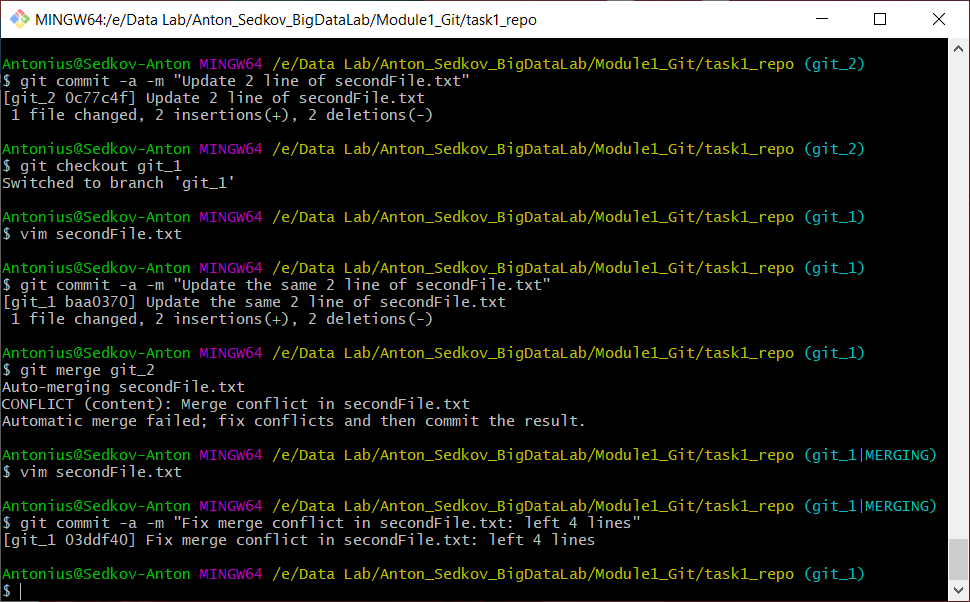 MINGW64:/e/Data Lab/Anton_Sedkov_BigDataLab/Module1_Git/task1_repo
Antonius@Sedkov-Anton MINGW64 /e/Data Lab/Anton_Sedkov_BigDataLab/Module1_Git/task1_repo (git_2)
$ git commit -a -m "Update 2 line of secondFile.txt"
[git_2 0c77c4f] Update 2 line of secondFile.txt
 1 file changed, 2 insertions(+), 2 deletions(-)
Antonius@Sedkov-Anton MINGW64 /e/Data Lab/Anton_Sedkov_BigDataLab/Module1_Git/task1_repo (git_2)
$ git checkout git_1
Switched to branch 'git_1'
Antonius@Sedkov-Anton MINGW64 /e/Data Lab/Anton_Sedkov_BigDataLab/Module1_Git/task1_repo (git_1)
$ vim secondFile.txt
Antonius@Sedkov-Anton MINGW64 /e/Data Lab/Anton_Sedkov_BigDataLab/Module1_Git/task1_repo (git_1)
$ git commit -a -m "Update the same 2 line of secondFile.txt"
[git_1 baa0370] Update the same 2 line of secondFile.txt
 1 file changed, 2 insertions(+), 2 deletions(-)
Antonius@Sedkov-Anton MINGW64 /e/Data Lab/Anton_Sedkov_BigDataLab/Module1_Git/task1_repo (git_1)
$ git merge git_2
Auto-merging secondFile.txt
CONFLICT (content): Merge conflict in secondFile.txt
Automatic merge failed; fix conflicts and then commit the result.
Antonius@Sedkov-Anton MINGW64 /e/Data Lab/Anton_Sedkov_BigDataLab/Module1_Git/task1_repo (git_1|MERGING)
$ vim secondFile.txt
Antonius@Sedkov-Anton MINGW64 /e/Data Lab/Anton_Sedkov_BigDataLab/Module1_Git/task1_repo (git_1|MERGING)
$ git commit -a -m "Fix merge conflict in secondFile.txt: left 4 lines"
[git_1 03ddf40] Fix merge conflict in secondFile.txt: left 4 lines
Antonius@Sedkov-Anton MINGW64 /e/Data Lab/Anton_Sedkov_BigDataLab/Module1_Git/task1_repo (git_1)
$